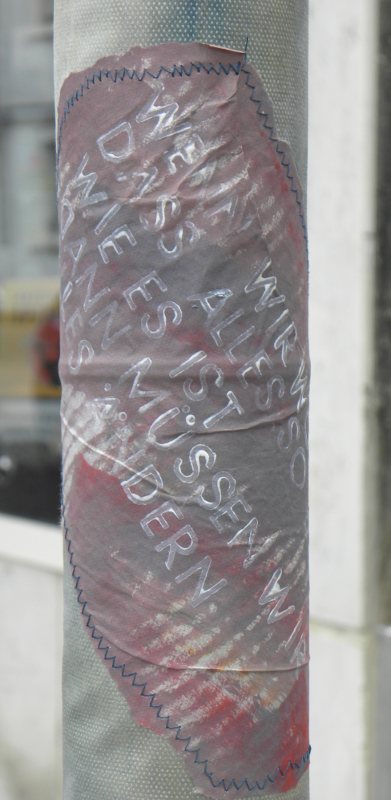 WENN WIR W
DASS ALLES SO
WIE ES IST
DANN MÜSSEN WIR
ALLES ÄNDERN